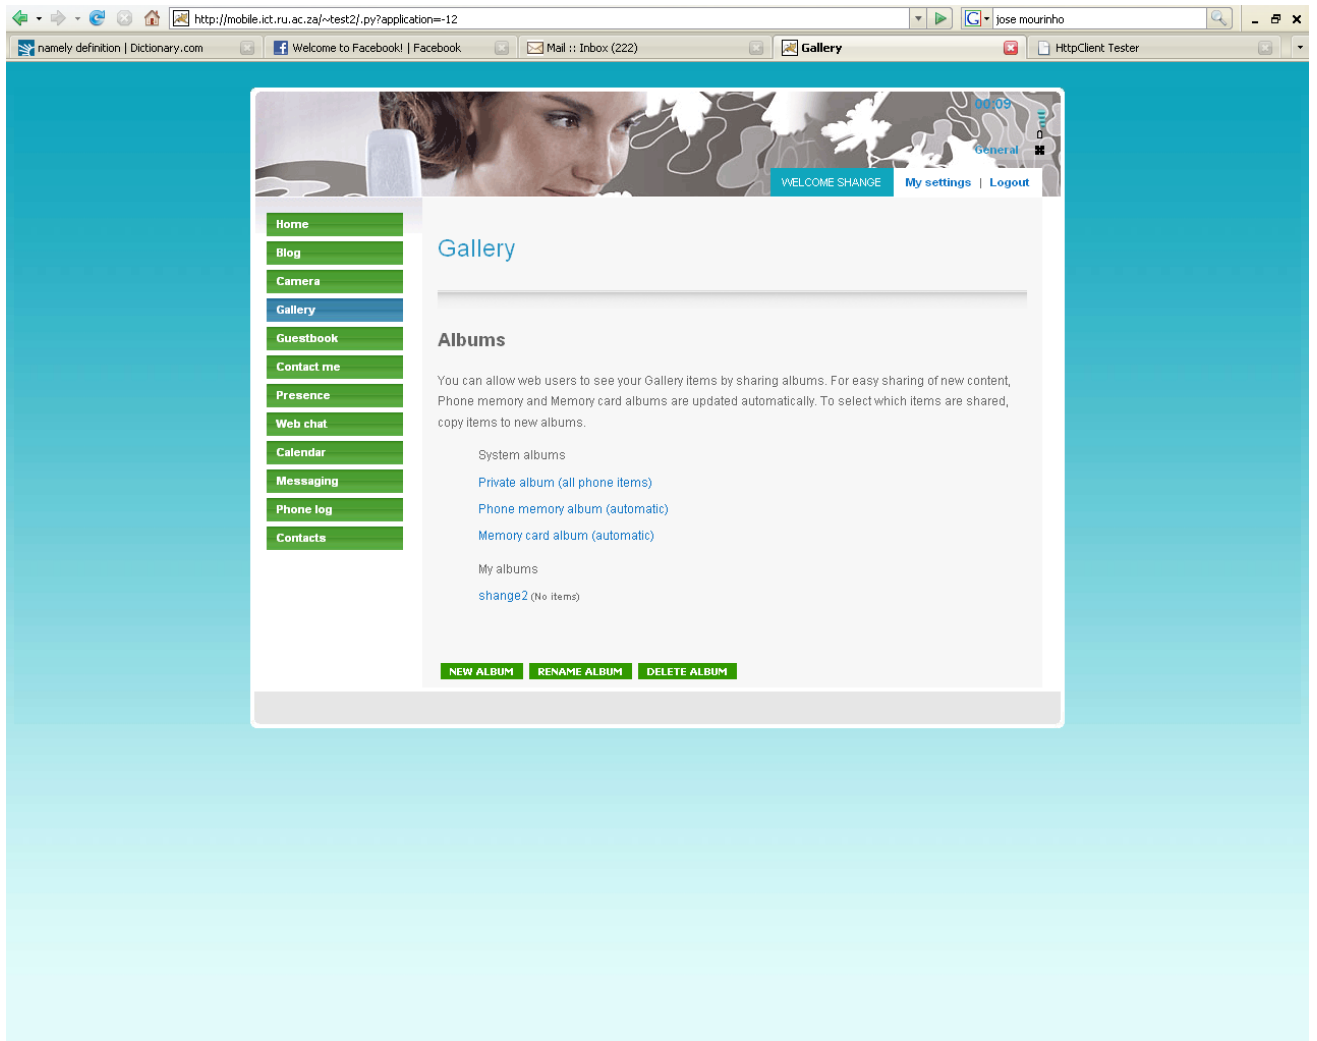 http://mobile.ict.ru.ac.za/~test2/.py?application=-12
G
jose mourinho
namely definition | Dictionary.com
Welcome to Facebook! | Facebook
Mail :: Inbox (222)
Gallery
HttpClient Tester
00:09
General
WELCOME SHANGE
My settings | Logout
Home
Blog
Camera
Gallery
Guestbook
Contact me
Presence
Web chat
Calendar
Messaging
Phone log
Contacts
Gallery
Albums
You can allow web users to see your Gallery items by sharing albums. For easy sharing of new content,
Phone memory and Memory card albums are updated automatically. To select which items are shared,
copy items to new albums.
System albums
Private album (all phone items)
Phone memory album (automatic)
Memory card album (automatic)
My albums
shange2 (No items)
NEW ALBUM
RENAME ALBUM
DELETE ALBUM